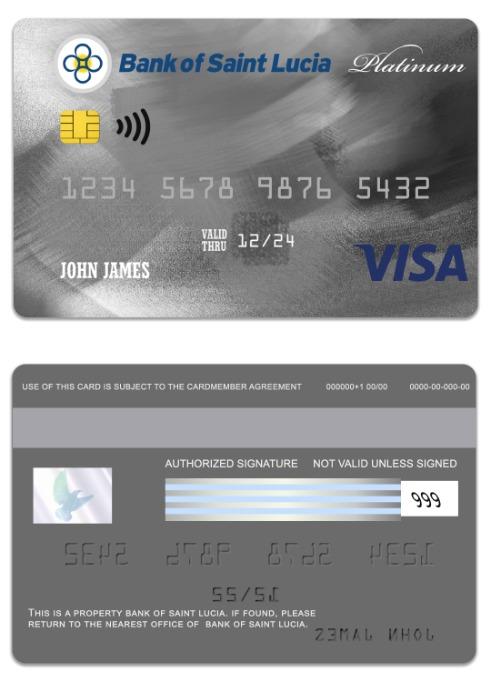 Bank of Saint Lucia Platinum
1234 5678 9876 5432
VALID THRU 12/24
JOHN JAMES
VISA
USE OF THIS CARD IS SUBJECT TO THE CARDMEMBER AGREEMENT 000000+1 00/00 0000-00-000-00
AUTHORIZED SIGNATURE NOT VALID UNLESS SIGNED
999
THIS IS A PROPERTY BANK OF SAINT LUCIA. IF FOUND, PLEASE
RETURN TO THE NEAREST OFFICE OF BANK OF SAINT LUCIA.